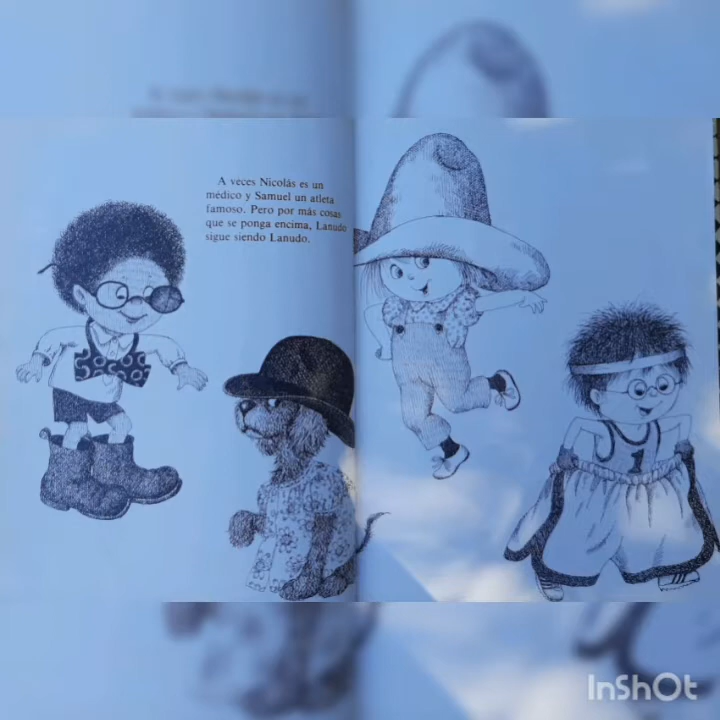 A veces Nicolás es un
médico y Samuel un atleta
famoso. Pero por más cosas
que se ponga encima, Lanudo
sigue siendo Lanudo.
1
InShOt